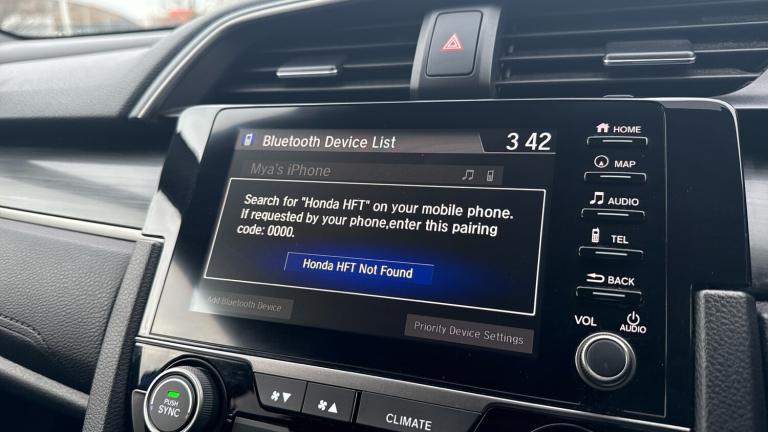 Bluetooth Device List
3 42
Mya's iPhone
Search for "Honda HFT" on your mobile phone.
If requested by your phone,enter this pairing
code: 0000.
Honda HFT Not Found
Add Bluetooth Device
Priority Device Settings
HOME
MAP
AUDIO
TEL
BACK
VOL
AUDIO
PUSH
SYNC
CLIMATE